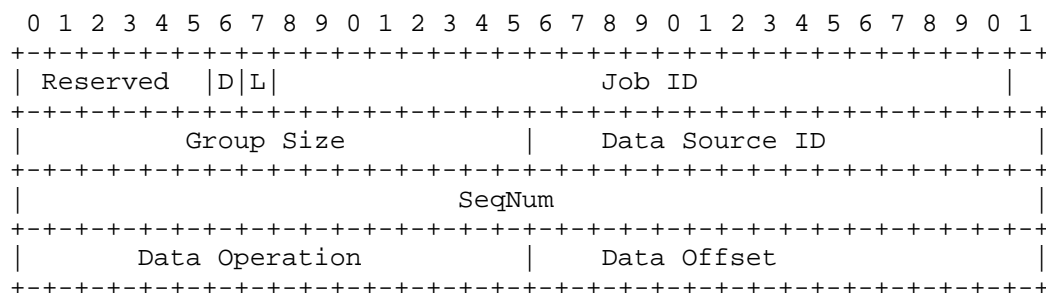 0 1 2 3 4 5 6 7 8 9 0 1 2 3 4 5 6 7 8 9 0 1 2 3 4 5 6 7 8 9 0 1
+-+-+-+-+-+-+-+-+-+-+-+-+-+-+-+-+-+-+-+-+-+-+-+-+-+-+-+-+-+-+-+-+
| Reserved  |D|L|                     Job ID                    |
+-+-+-+-+-+-+-+-+-+-+-+-+-+-+-+-+-+-+-+-+-+-+-+-+-+-+-+-+-+-+-+-+
|           Group Size            |    Data Source ID             |
+-+-+-+-+-+-+-+-+-+-+-+-+-+-+-+-+-+-+-+-+-+-+-+-+-+-+-+-+-+-+-+-+
|                            SeqNum                               |
+-+-+-+-+-+-+-+-+-+-+-+-+-+-+-+-+-+-+-+-+-+-+-+-+-+-+-+-+-+-+-+-+
|        Data Operation           |    Data Offset                |
+-+-+-+-+-+-+-+-+-+-+-+-+-+-+-+-+-+-+-+-+-+-+-+-+-+-+-+-+-+-+-+-+